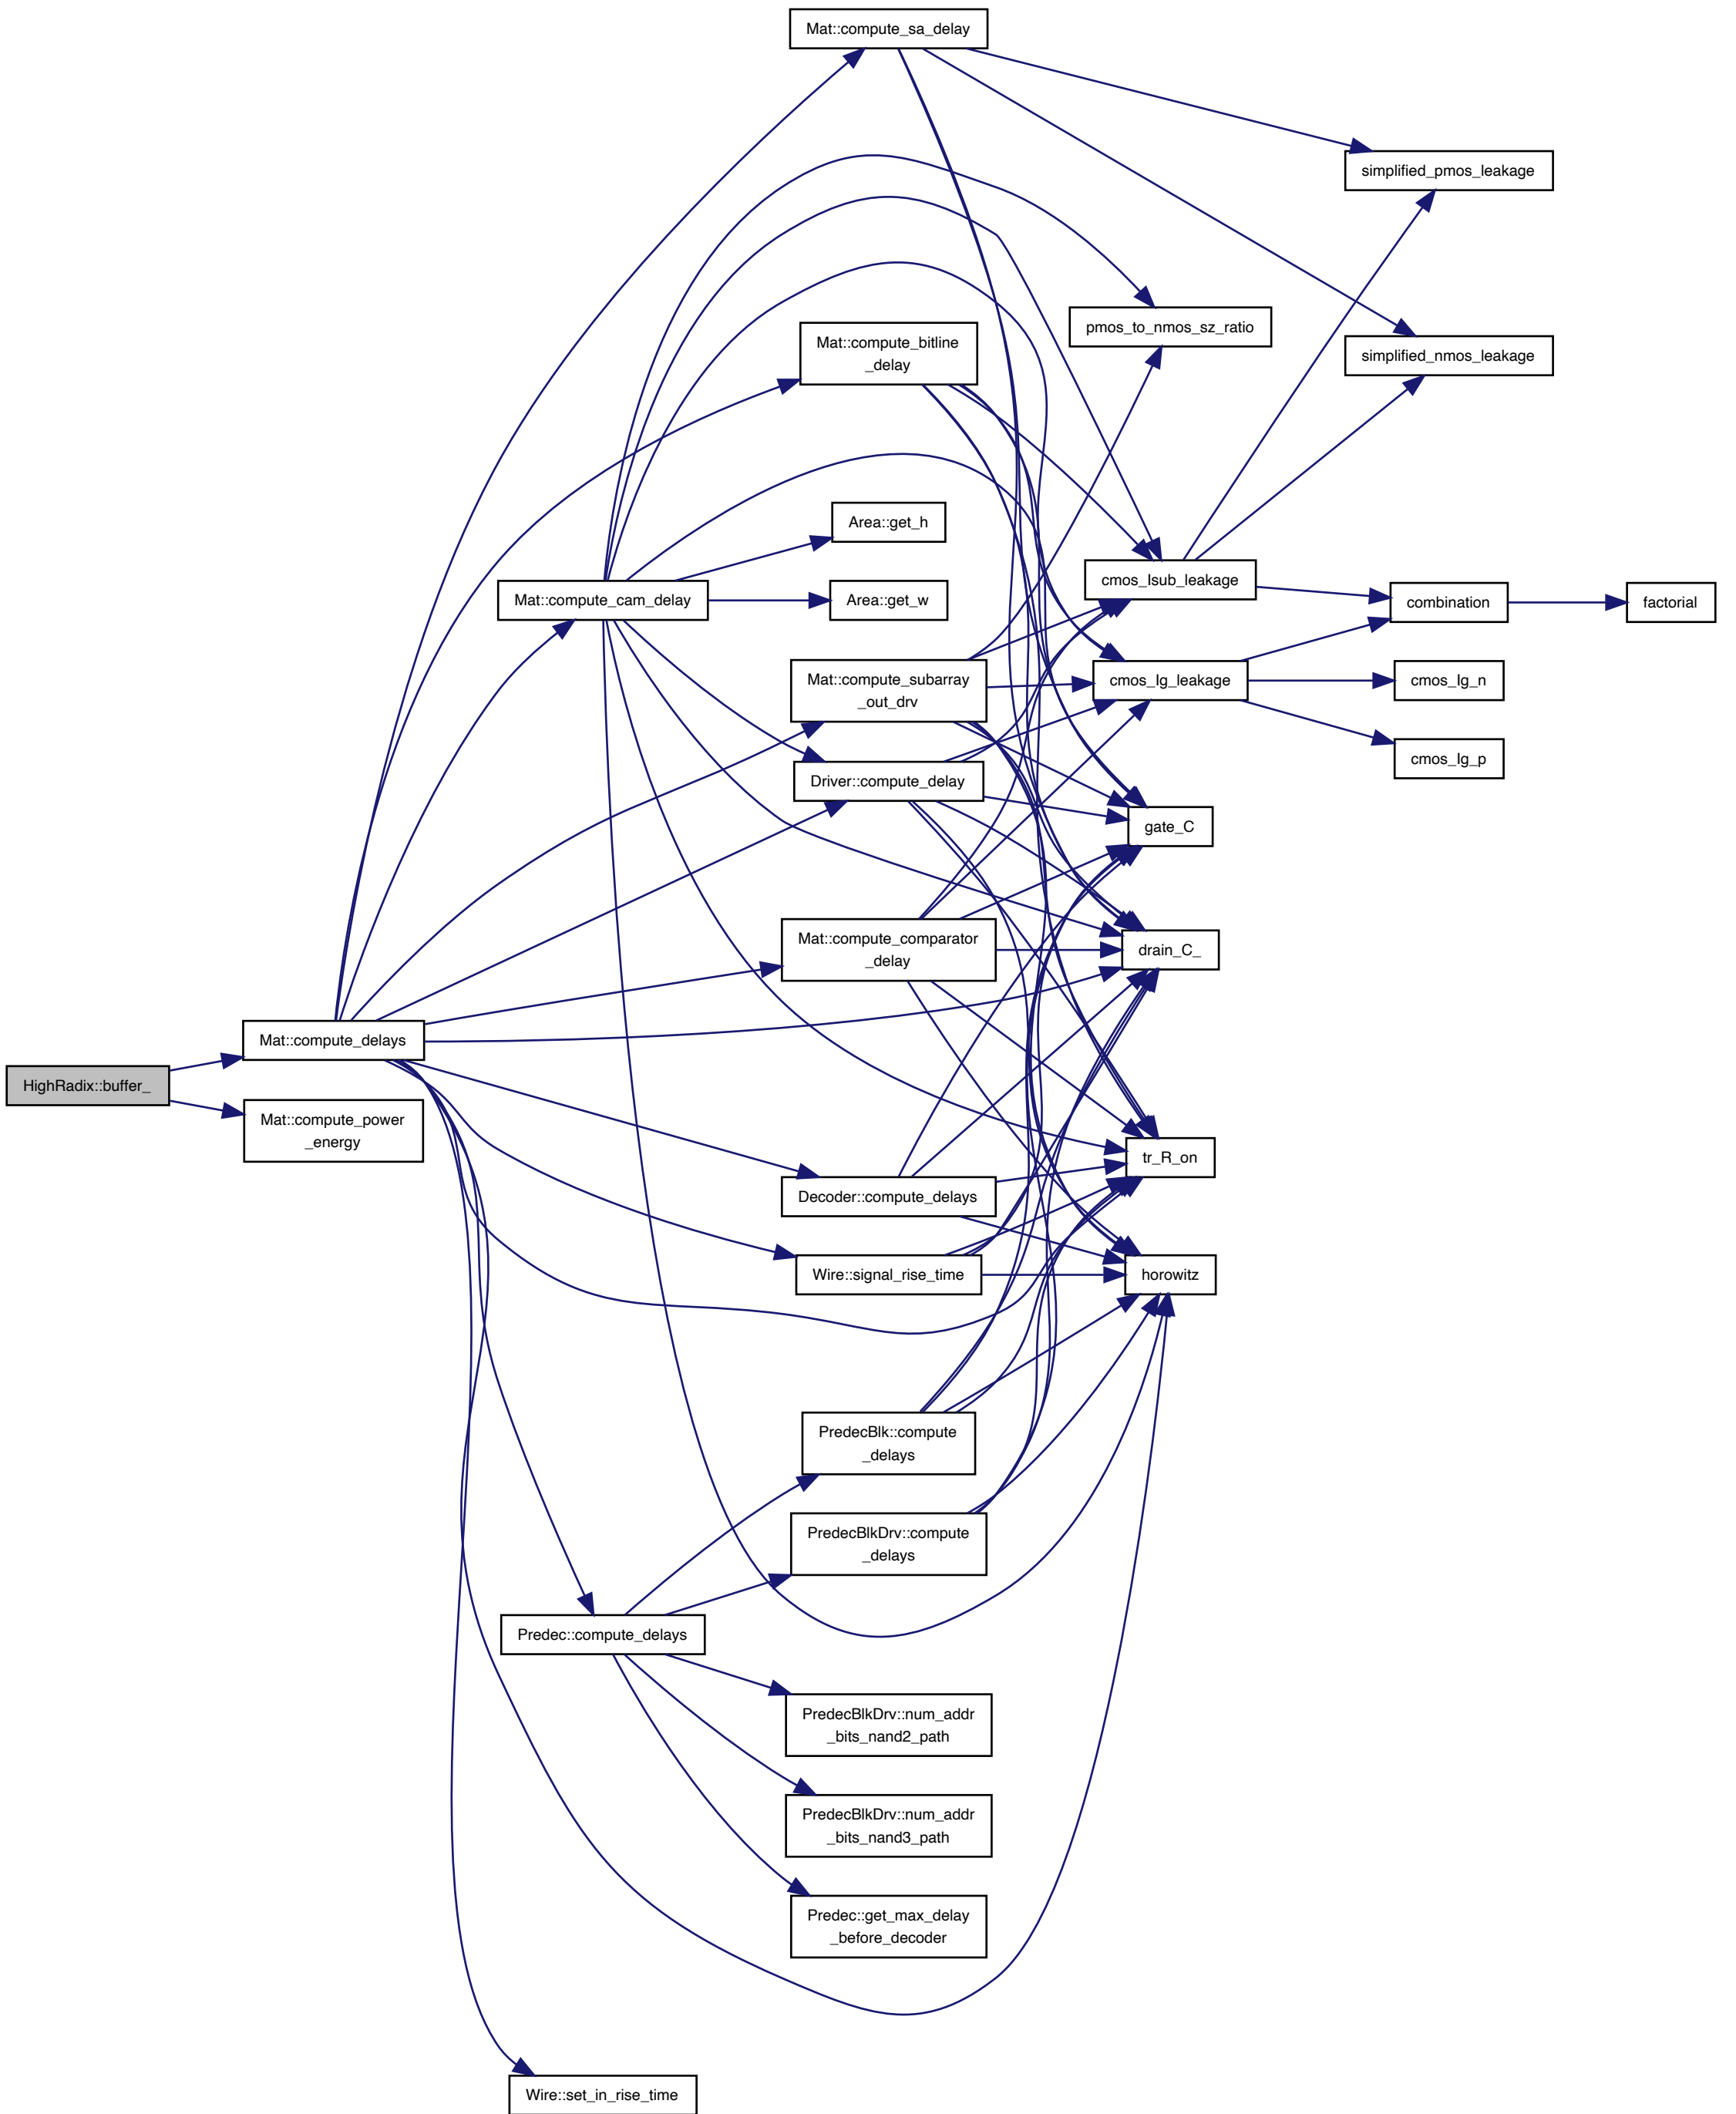 Mat::compute_sa_delay
simplified_pmos_leakage
pmos_to_nmos_sz_ratio
Mat::compute_bitline
_delay
simplified_nmos_leakage
Area::get_h
cmos_Isub_leakage
Mat::compute_cam_delay
Area::get_w
combination
factorial
Mat::compute_subarray
_out_drv
cmos_Ig_leakage
cmos_Ig_n
cmos_Ig_p
Driver::compute_delay
gate_C
Mat::compute_comparator
_delay
drain_C_
Mat::compute_delays
HighRadix::buffer_
Mat::compute_power
_energy
tr_R_on
Decoder::compute_delays
Wire::signal_rise_time
horowitz
PredecBlk::compute
_delays
PredecBlkDrv::compute
_delays
Predec::compute_delays
PredecBlkDrv::num_addr
_bits_nand2_path
PredecBlkDrv::num_addr
_bits_nand3_path
Predec::get_max_delay
_before_decoder
Wire::set_in_rise_time